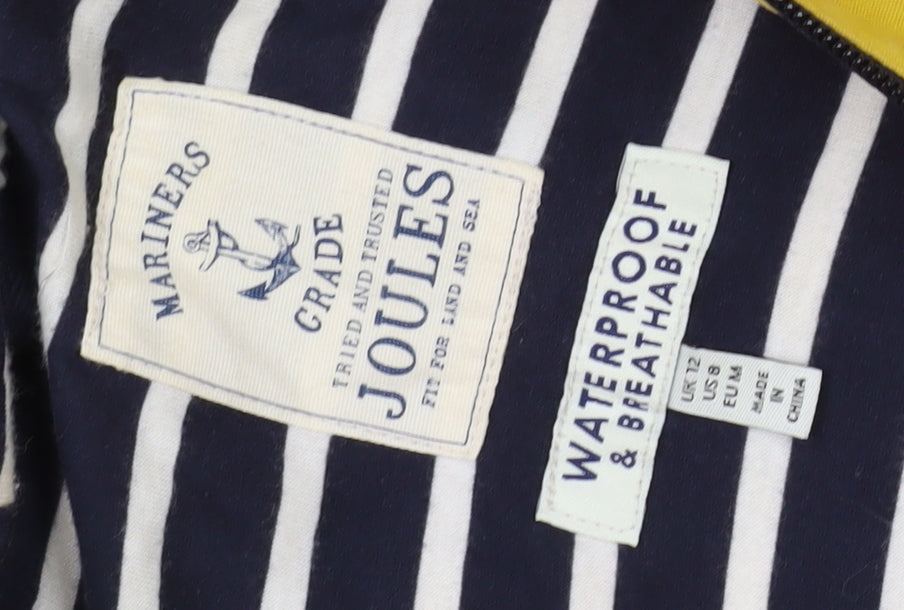 MARINERS
GRADE
TRIED AND TRUSTED
JOULES
FIT FOR LAND AND SEA
WATERPROOF
& BREATHABLE
UK 12
US 8
EU M
MADE
IN
CHINA